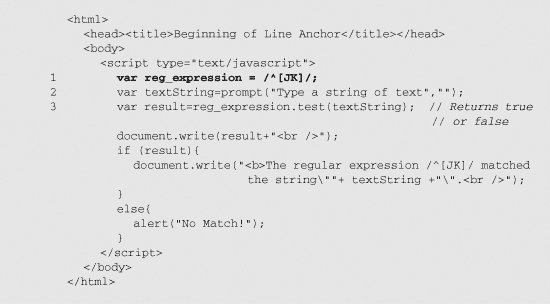 <html>
<head><title>Beginning of Line Anchor</title></head>
<body>
<script type="text/javascript">
1 var reg_expression = /^[JK]/;
2 var textString=prompt("Type a string of text","");
3 var result=reg_expression.test(textString); // Returns true
// or false
document.write(result+"<br />");
if (result){
document.write("<b>The regular expression /^[JK]/ matched
the string\""+ textString +"\".<br />");
}
else{
alert("No Match!");
}
</script>
</body>
</html>